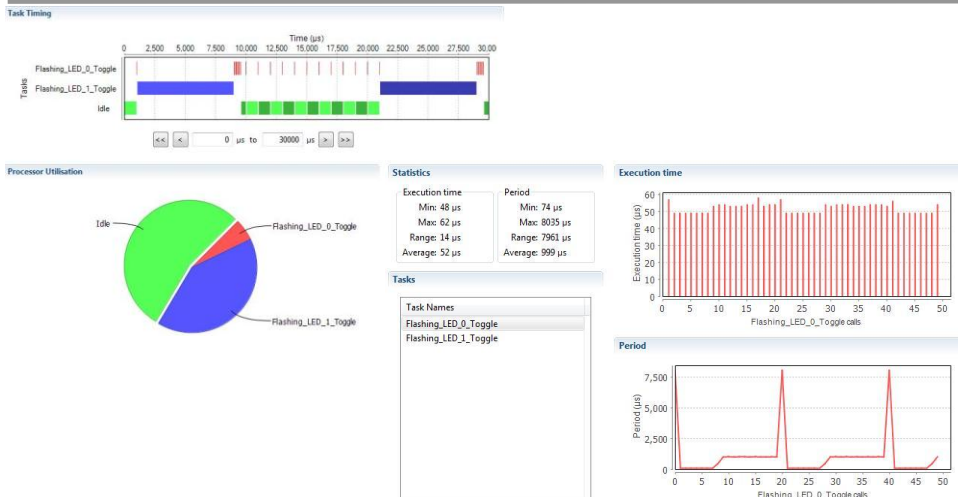 Task Timing
Time (µs)
0 2,500 5,000 7,500 10,000 12,500 15,000 17,500 20,000 22,500 25,000 27,500 30,00
Tasks
Flashing_LED_0_Toggle
Flashing_LED_1_Toggle
Idle
<< < 0 µs to 30000 µs > >>
Processor Utilisation
Idle
Flashing_LED_0_Toggle
Flashing_LED_1_Toggle
Statistics
Execution time
Min: 48 µs
Max: 62 µs
Range: 14 µs
Average: 52 µs
Period
Min: 74 µs
Max: 8035 µs
Range: 7961 µs
Average: 999 µs
Tasks
Task Names
Flashing_LED_0_Toggle
Flashing_LED_1_Toggle
Execution time
Execution time (µs)
60
50
40
30
20
10
0
0 5 10 15 20 25 30 35 40 45 50
Flashing_LED_0_Toggle calls
Period
Period (µs)
7,500
5,000
2,500
0
0 5 10 15 20 25 30 35 40 45 50
Flashing_LED_0_Toggle calls